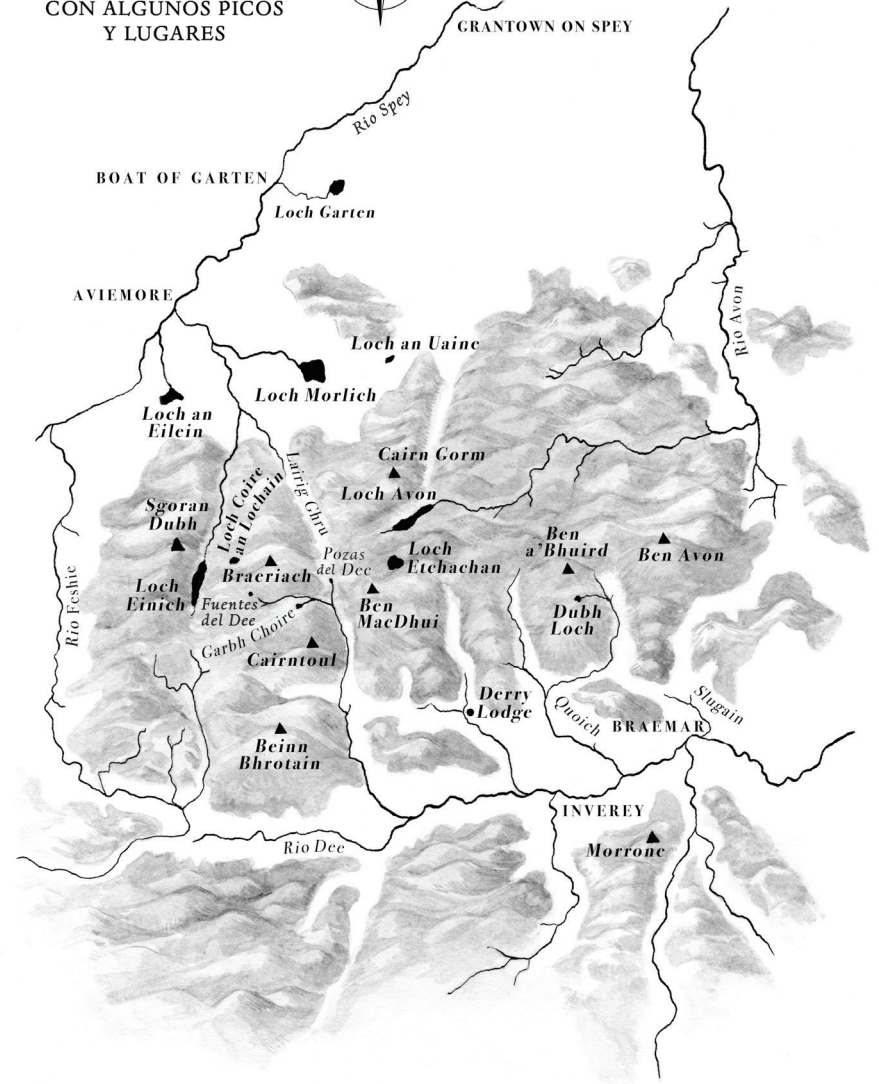 CON ALGUNOS PICOS
Y LUGARES
GRANTOWN ON SPEY
Rio Spey
BOAT OF GARTEN
Loch Garten
AVIEMORE
Rio Avon
Loch an Uaine
Loch Morlich
Loch an
Eilein
Cairn Gorm
Lairig Ghru
Loch Coire
an Lochain
Loch Avon
Sgoran
Dubh
Ben
a'Bhuird
Ben Avon
Loch
Etchachan
Pozas
del Dee
Braeriach
Loch
Einich
Fuentes
del Dee
Ben
MacDhui
Dubh
Loch
Rio Feshie
Garbh Choire
Cairntoul
Derry
Lodge
Quoich
Slugain
BRAEMAR
Beinn
Bhrotain
INVEREY
Rio Dee
Morrone